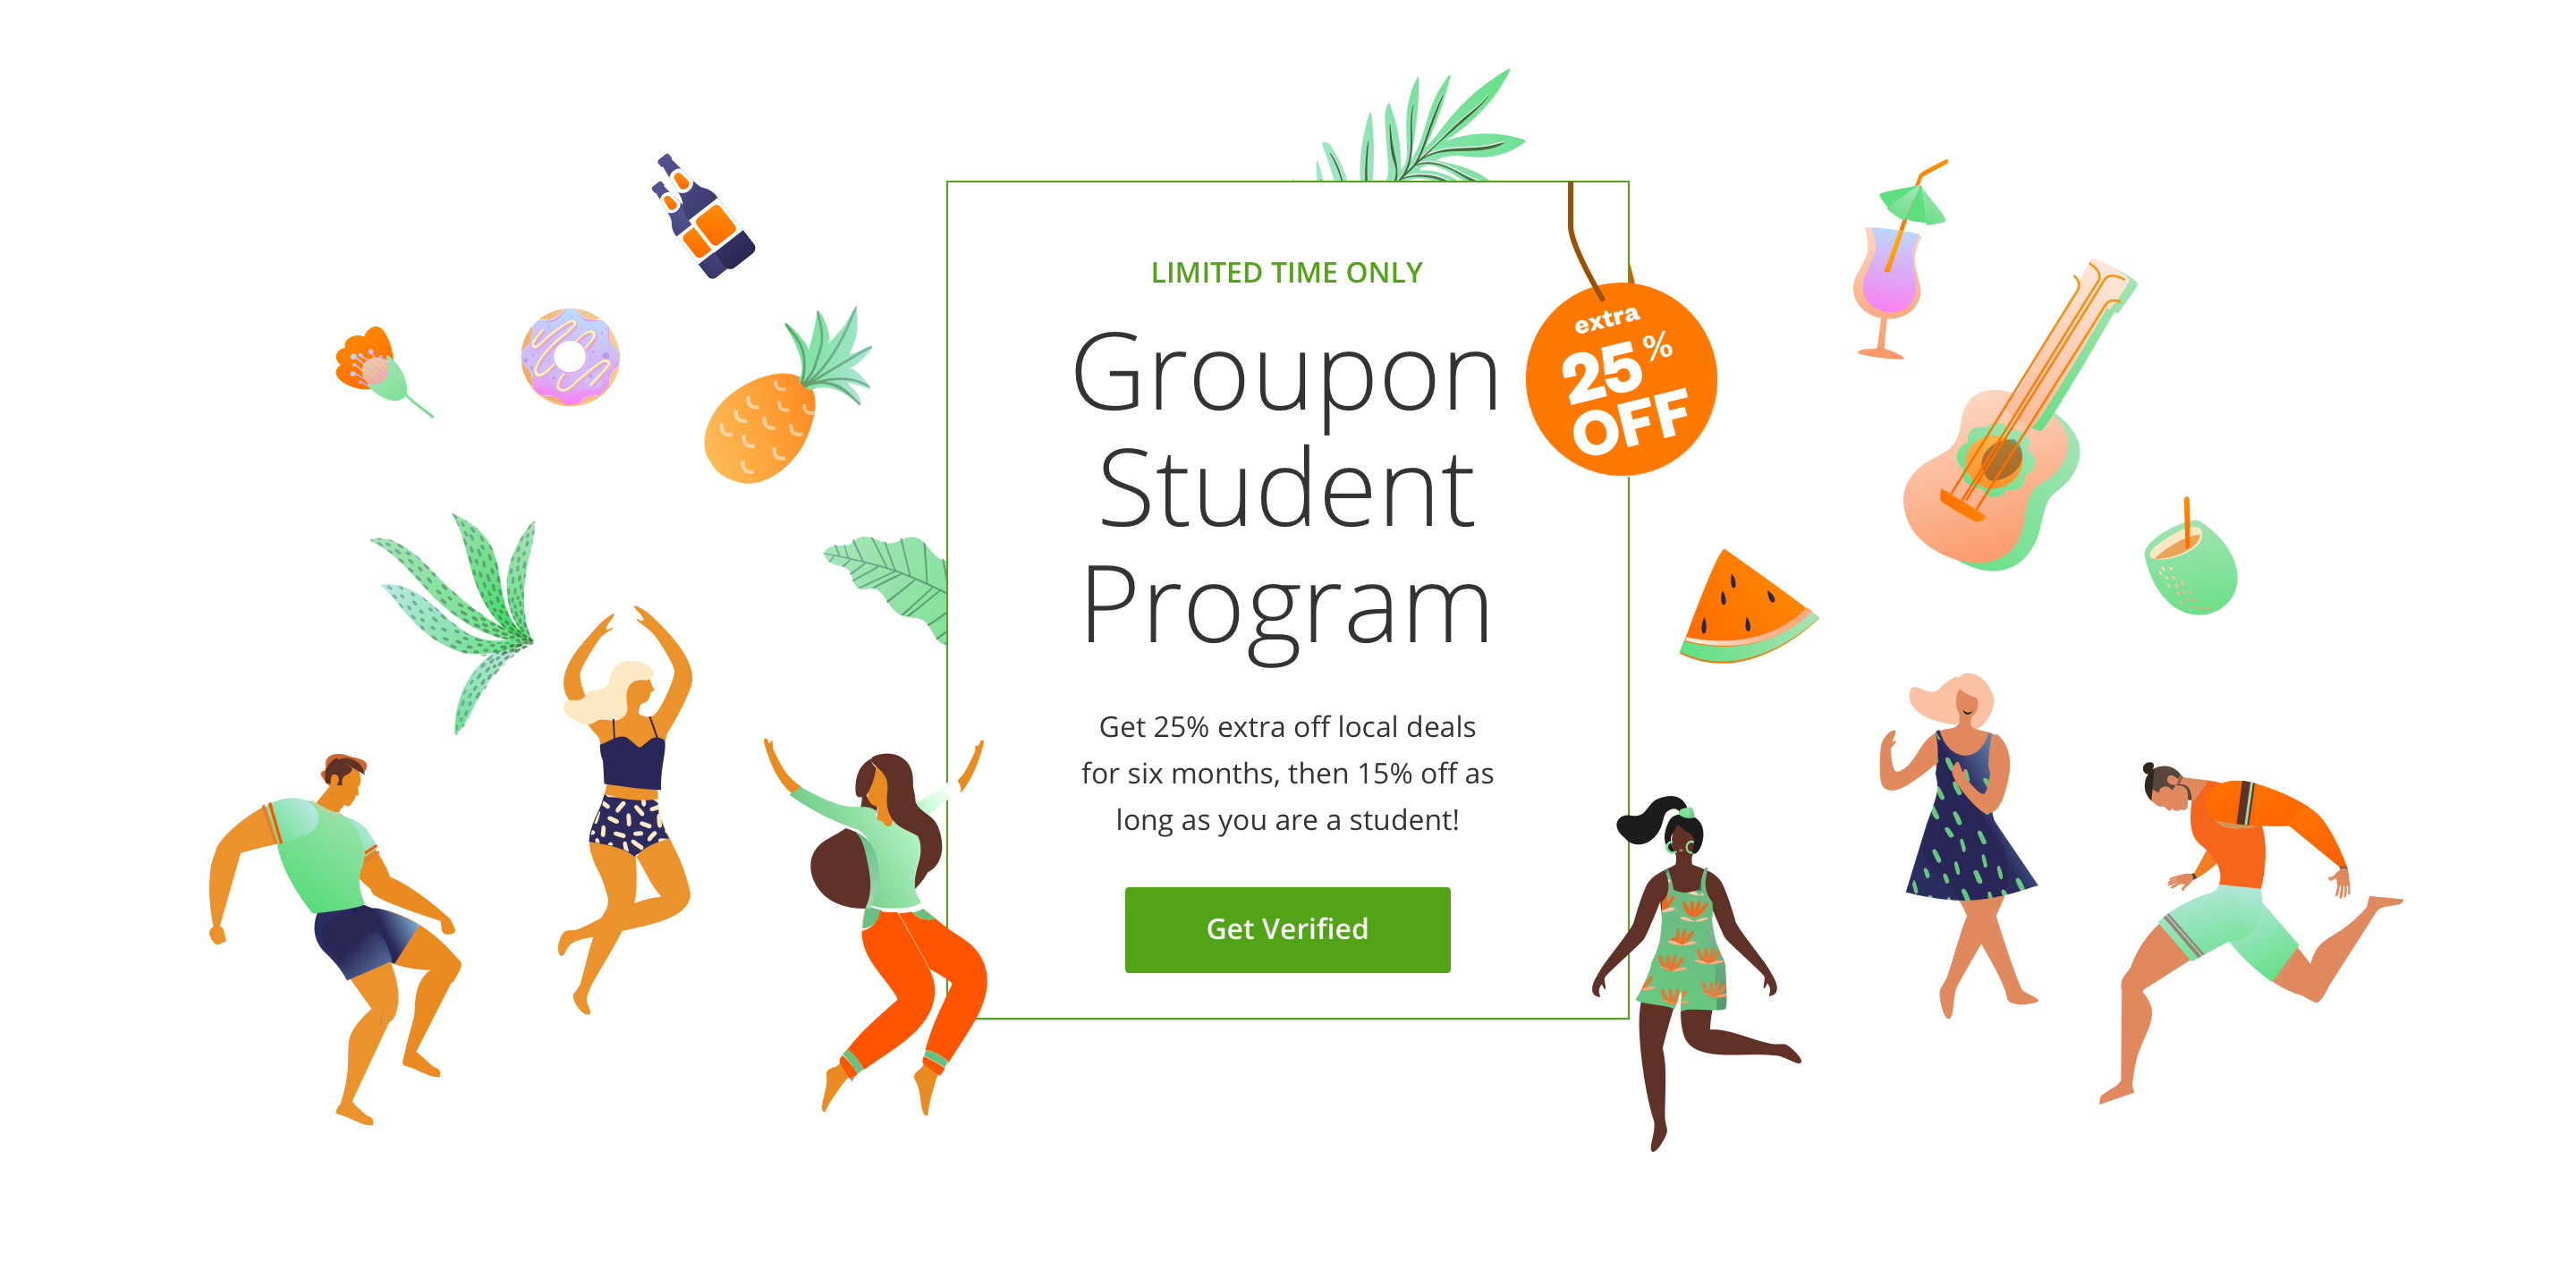 LIMITED TIME ONLY
Groupon
Student
Program
extra
25%
OFF
Get 25% extra off local deals
for six months, then 15% off as
long as you are a student!
Get Verified